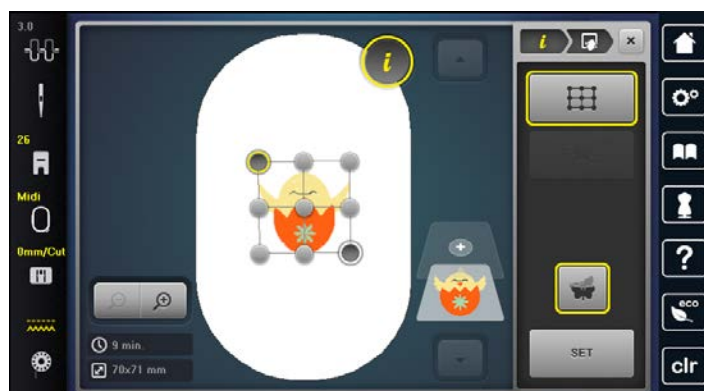 3.0
i
i
×
26
Midi
0mm/Cut
9 min.
70x71 mm
SET
?
eco
clr